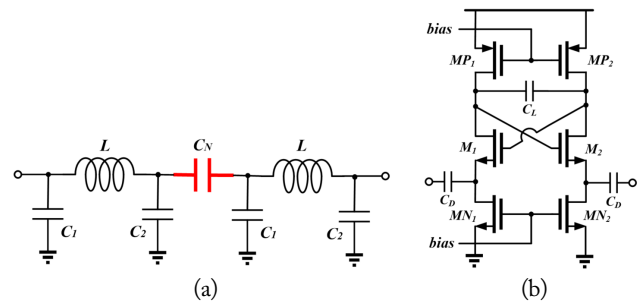 bias
MP1 MP2
CL
L CN L
M1 M2
CD CD
C1 C2 C1 C2
MN1 MN2
bias
(a) (b)